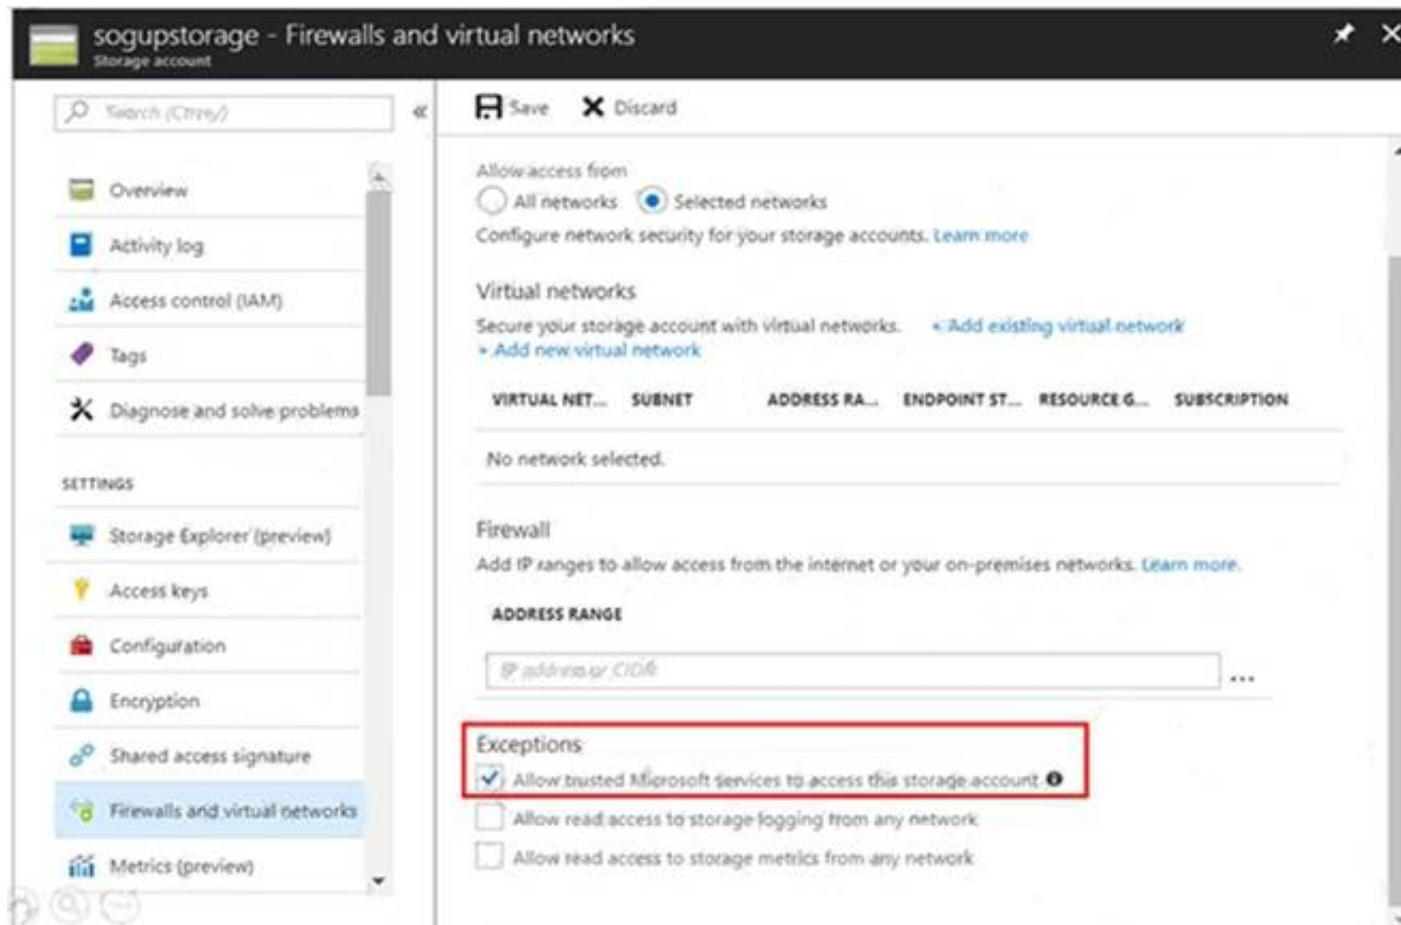 sogupstorage - Firewalls and virtual networks
Storage account
Search (Ctrl+/)
«
Overview
Activity log
Access control (IAM)
Tags
Diagnose and solve problems
SETTINGS
Storage Explorer (preview)
Access keys
Configuration
Encryption
Shared access signature
Firewalls and virtual networks
Metrics (preview)
Save
Discard
Allow access from
All networks
Selected networks
Configure network security for your storage accounts. Learn more
Virtual networks
Secure your storage account with virtual networks. + Add existing virtual network
+ Add new virtual network
VIRTUAL NET... SUBNET ADDRESS RA... ENDPOINT ST... RESOURCE G... SUBSCRIPTION
No network selected.
Firewall
Add IP ranges to allow access from the internet or your on-premises networks. Learn more.
ADDRESS RANGE
IP address or CIDR
...
Exceptions
Allow trusted Microsoft services to access this storage account
Allow read access to storage logging from any network
Allow read access to storage metrics from any network